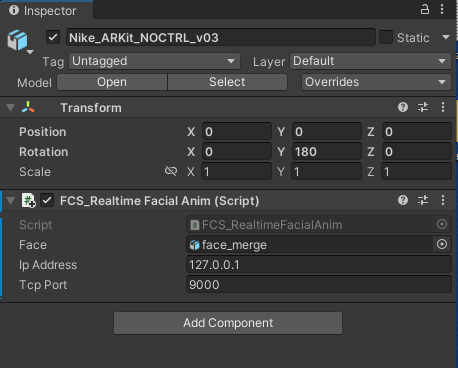 Inspector
Nike_ARKit_NOCTRL_v03 Static
Tag Untagged Layer Default
Model Open Select Overrides
Transform
Position X 0 Y 0 Z 0
Rotation X 0 Y 180 Z 0
Scale X 1 Y 1 Z 1
FCS_Realtime Facial Anim (Script)
Script FCS_RealtimeFacialAnim
Face face_merge
Ip Address 127.0.0.1
Tcp Port 9000
Add Component